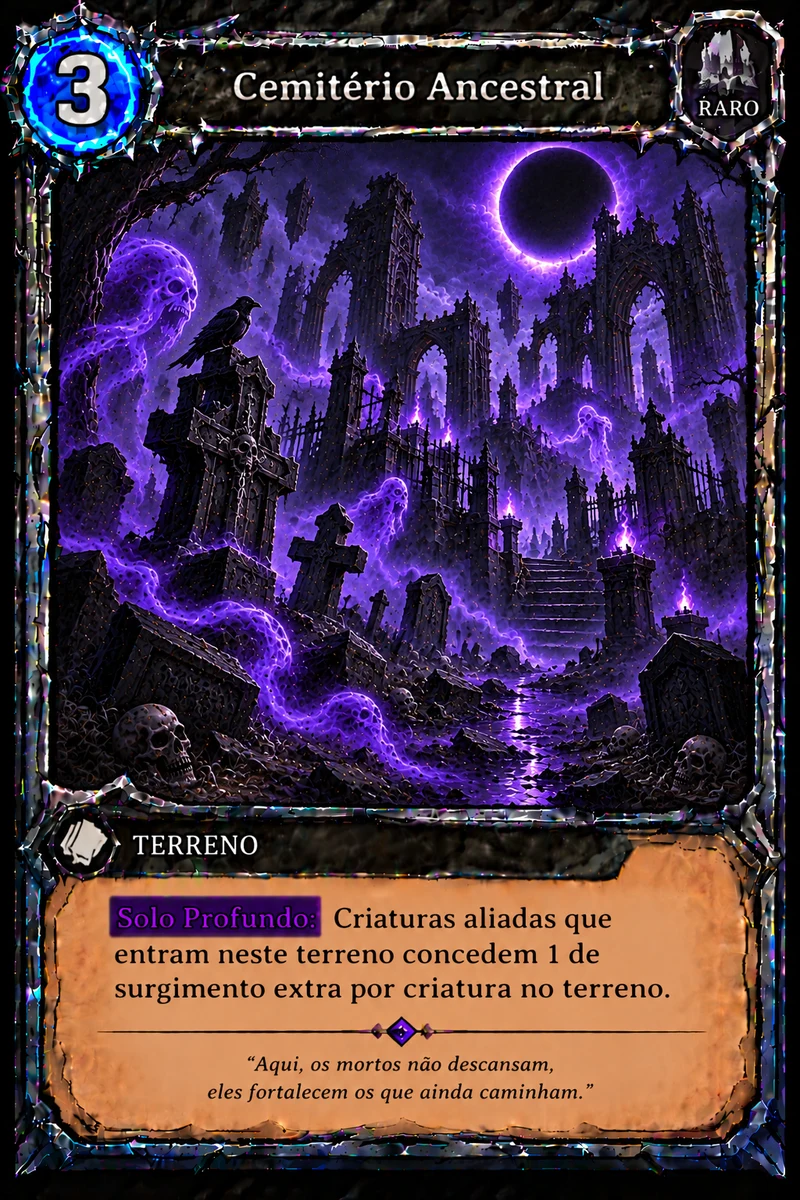 3
Cemitério Ancestral
RARO
TERRENO
Solo Profundo: Criaturas aliadas que
entram neste terreno concedem 1 de
surgimento extra por criatura no terreno.
“Aqui, os mortos não descansam,
eles fortalecem os que ainda caminham.”